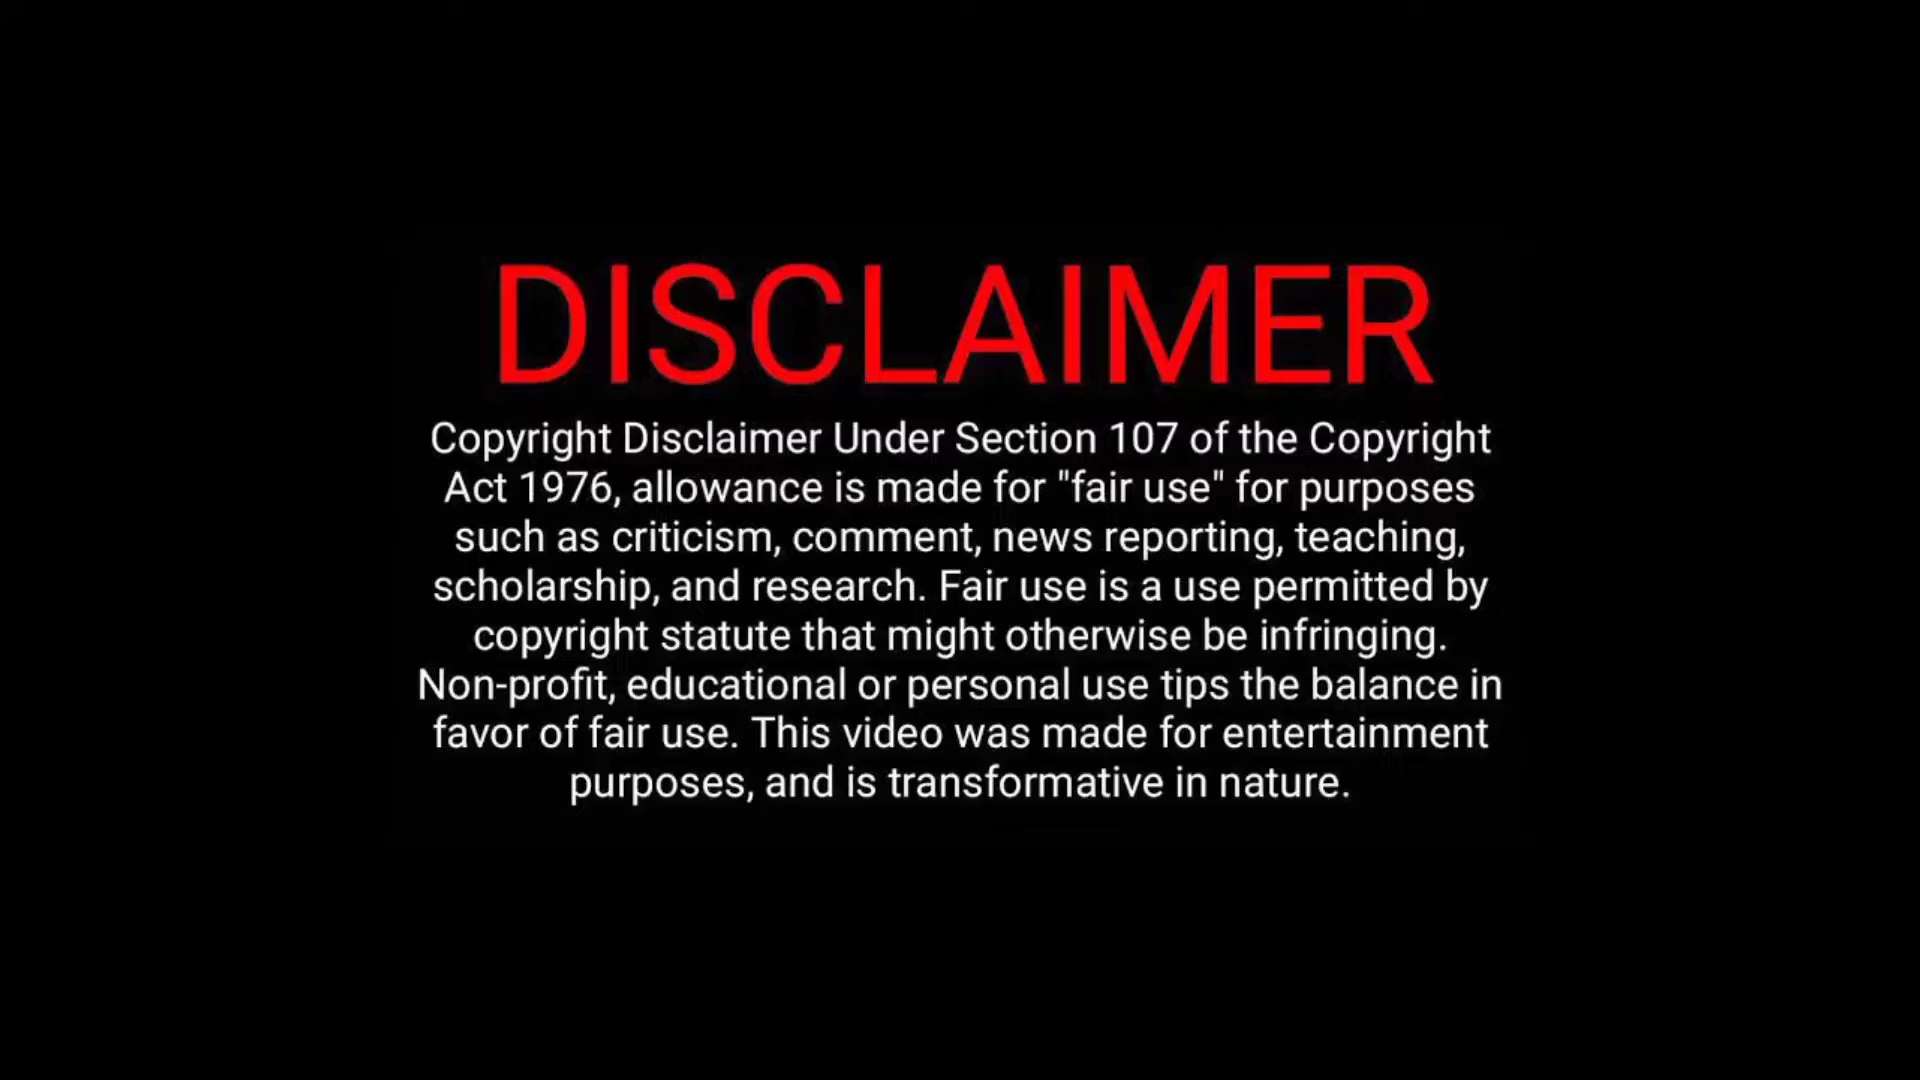 DISCLAIMER
Copyright Disclaimer Under Section 107 of the Copyright
Act 1976, allowance is made for "fair use" for purposes
such as criticism, comment, news reporting, teaching,
scholarship, and research. Fair use is a use permitted by
copyright statute that might otherwise be infringing.
Non-profit, educational or personal use tips the balance in
favor of fair use. This video was made for entertainment
purposes, and is transformative in nature.